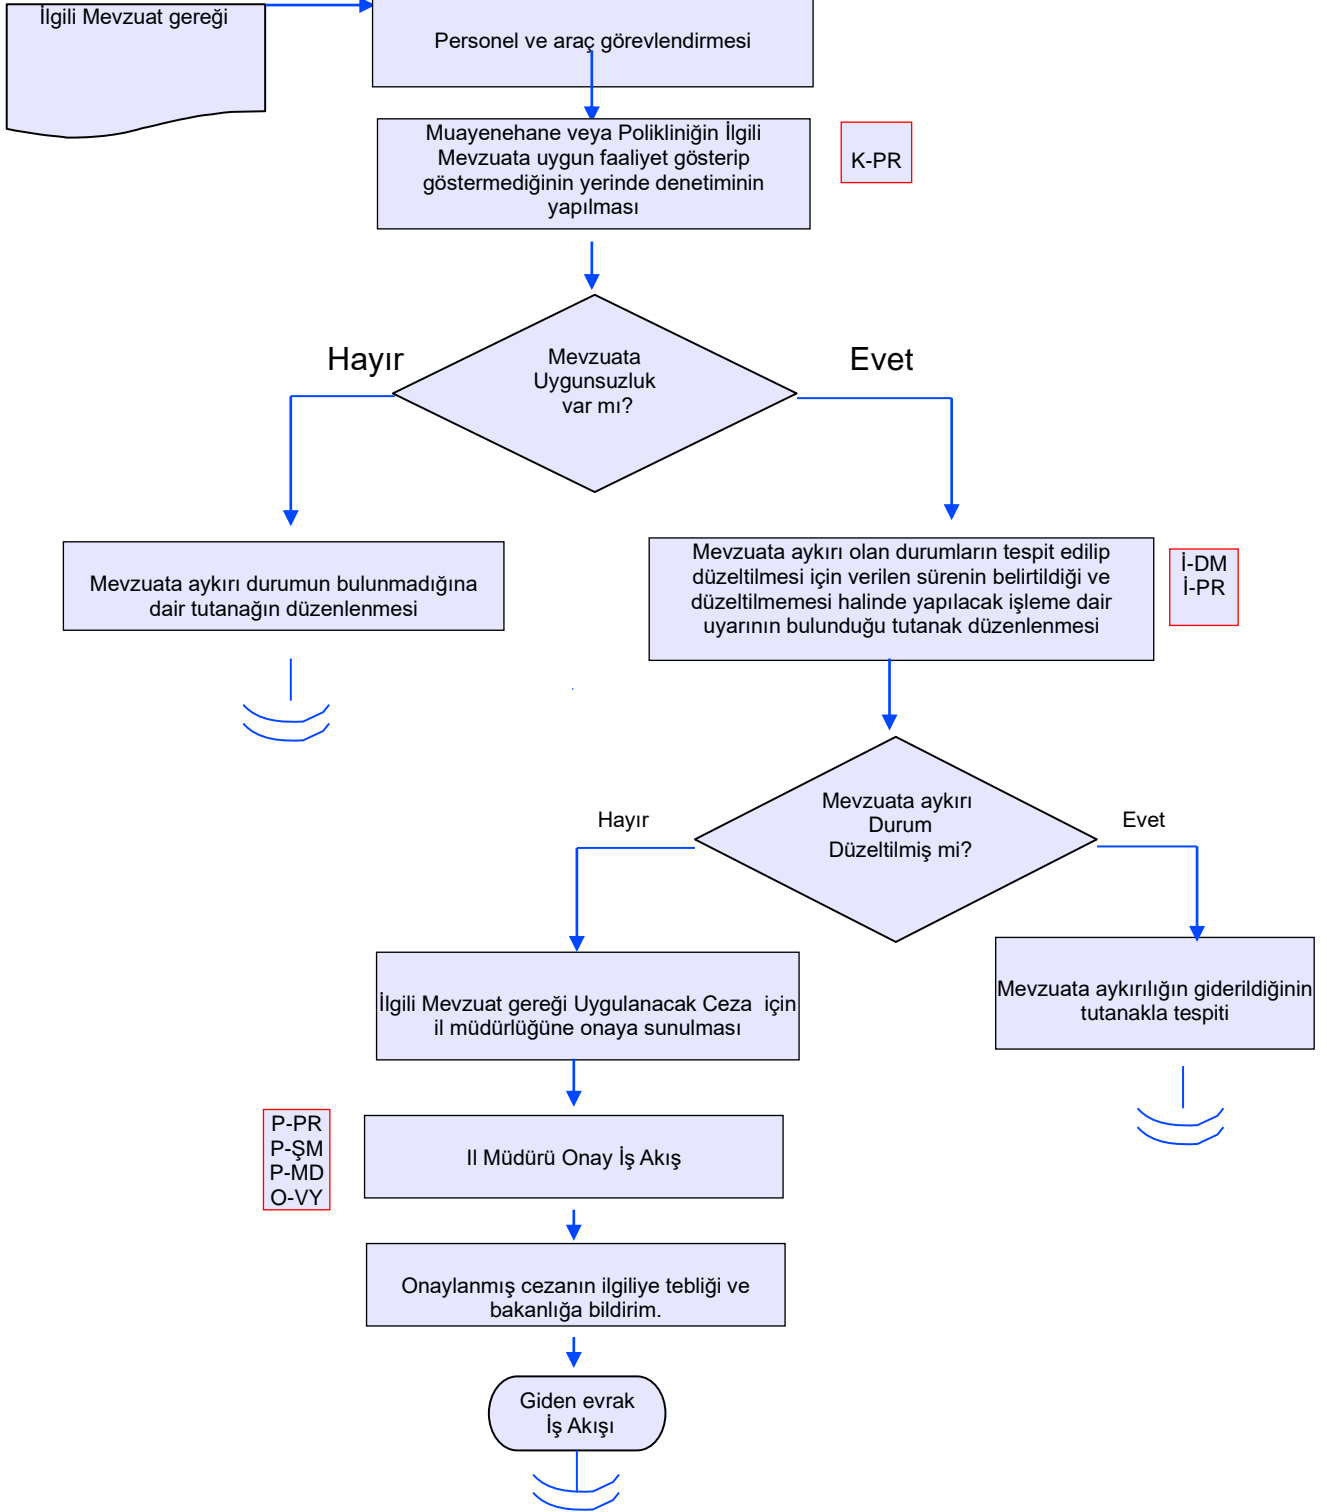 İlgili Mevzuat gereği
Personel ve araç görevlendirmesi
Muayenehane veya Polikliniğin İlgili
Mevzuata uygun faaliyet gösterip
göstermediğinin yerinde denetiminin
yapılması
K-PR
Hayır
Mevzuata
Uygunsuzluk
var mı?
Evet
Mevzuata aykırı durumun bulunmadığına
dair tutanağın düzenlenmesi
Mevzuata aykırı olan durumların tespit edilip
düzeltilmesi için verilen sürenin belirtildiği ve
düzeltilmemesi halinde yapılacak işleme dair
uyarının bulunduğu tutanak düzenlenmesi
İ-DM
İ-PR
Hayır
Mevzuata aykırı
Durum
Düzeltilmiş mi?
Evet
İlgili Mevzuat gereği Uygulanacak Ceza  için
il müdürlüğüne onaya sunulması
Mevzuata aykırılığın giderildiğinin
tutanakla tespiti
P-PR
P-ŞM
P-MD
O-VY
Il Müdürü Onay İş Akış
Onaylanmış cezanın ilgiliye tebliği ve
bakanlığa bildirim.
Giden evrak
İş Akışı